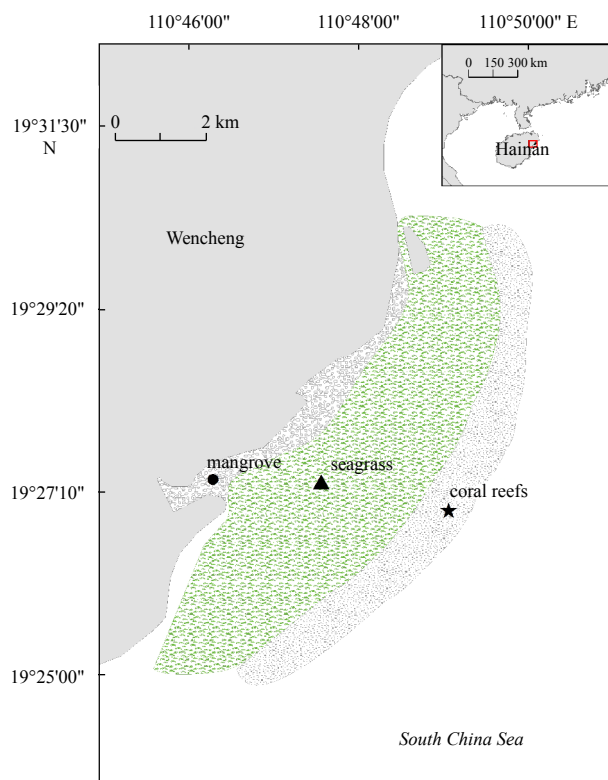 110°46'00"
110°48'00"
110°50'00" E
0 150 300 km
19°31'30"
N
0 2 km
Hainan
Wencheng
19°29'20"
mangrove
seagrass
19°27'10"
coral reefs
19°25'00"
South China Sea